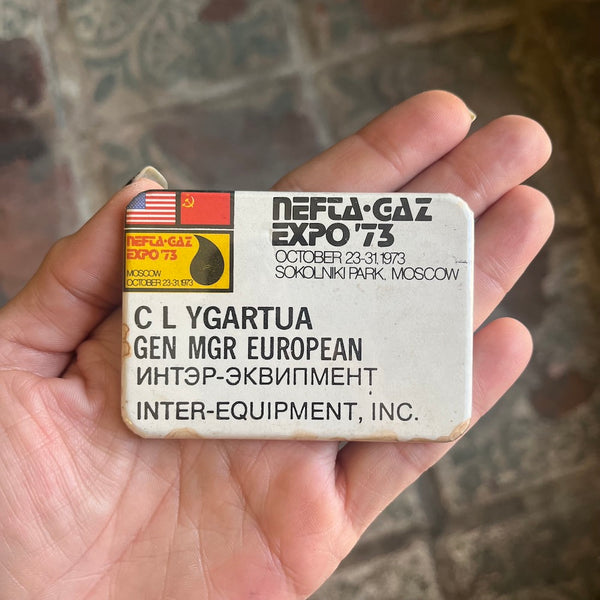 NEFTA·GAZ
EXPO '73
MOSCOW
OCTOBER 23-31,1973
NEFTA·GAZ
EXPO '73
OCTOBER 23-31,1973
SOKOLNIKI PARK, MOSCOW
C L YGARTUA
GEN MGR EUROPEAN
ИНТЭР-ЭКВИПМЕНТ
INTER-EQUIPMENT, INC.